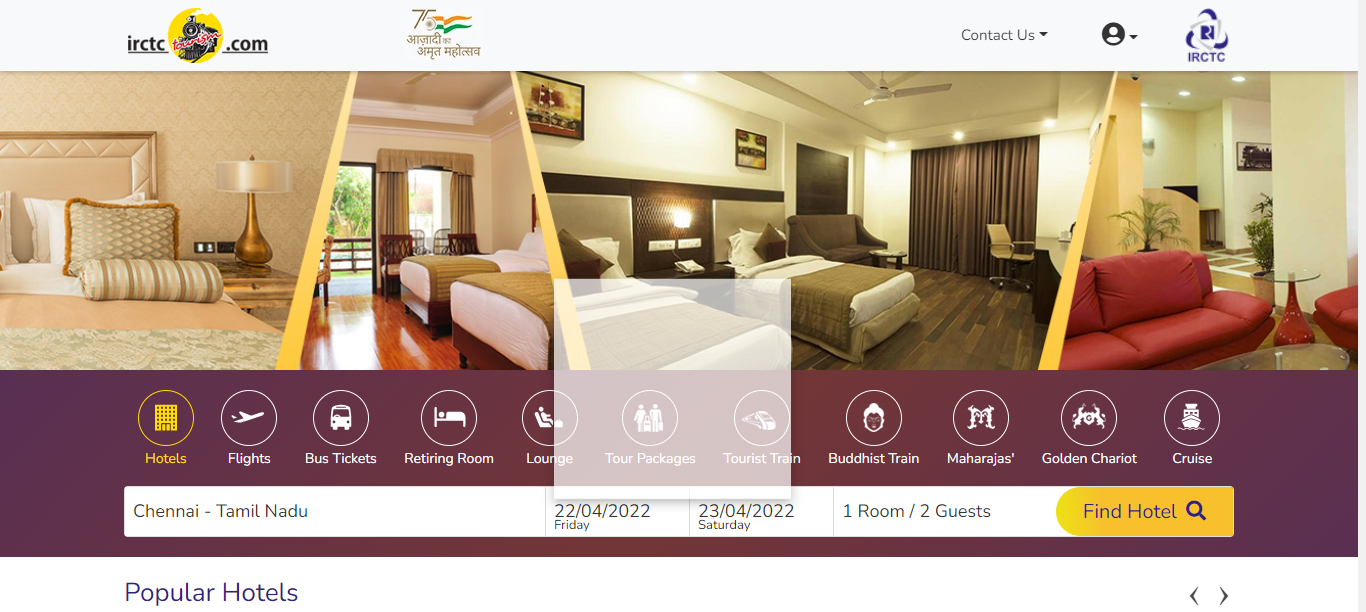 irctc tourism .com
75
आज़ादी का
अमृत महोत्सव
Contact Us
IRCTC
Hotels
Flights
Bus Tickets
Retiring Room
Lounge
Tour Packages
Tourist Train
Buddhist Train
Maharajas'
Golden Chariot
Cruise
Chennai - Tamil Nadu
22/04/2022
Friday
23/04/2022
Saturday
1 Room / 2 Guests
Find Hotel
Popular Hotels